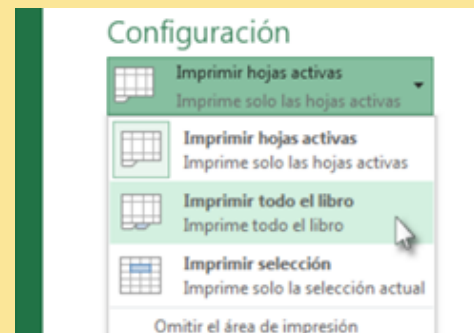 Configuración
Imprimir hojas activas
Imprime solo las hojas activas
Imprimir hojas activas
Imprime solo las hojas activas
Imprimir todo el libro
Imprime todo el libro
Imprimir selección
Imprime solo la selección actual
Omitir el área de impresión